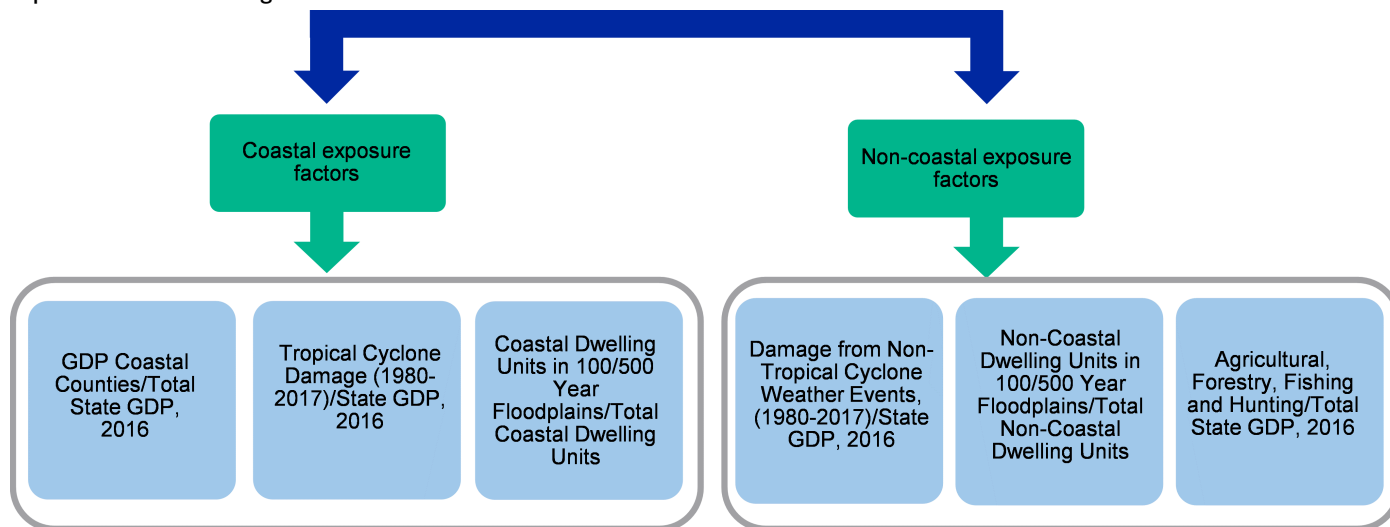 Coastal exposure
factors
Non-coastal exposure
factors
GDP Coastal
Counties/Total
State GDP,
2016
Tropical Cyclone
Damage (1980-
2017)/State GDP,
2016
Coastal Dwelling
Units in 100/500
Year
Floodplains/Total
Coastal Dwelling
Units
Damage from Non-
Tropical Cyclone
Weather Events,
(1980-2017)/State
GDP, 2016
Non-Coastal
Dwelling Units in
100/500 Year
Floodplains/Total
Non-Coastal
Dwelling Units
Agricultural,
Forestry, Fishing
and Hunting/Total
State GDP, 2016